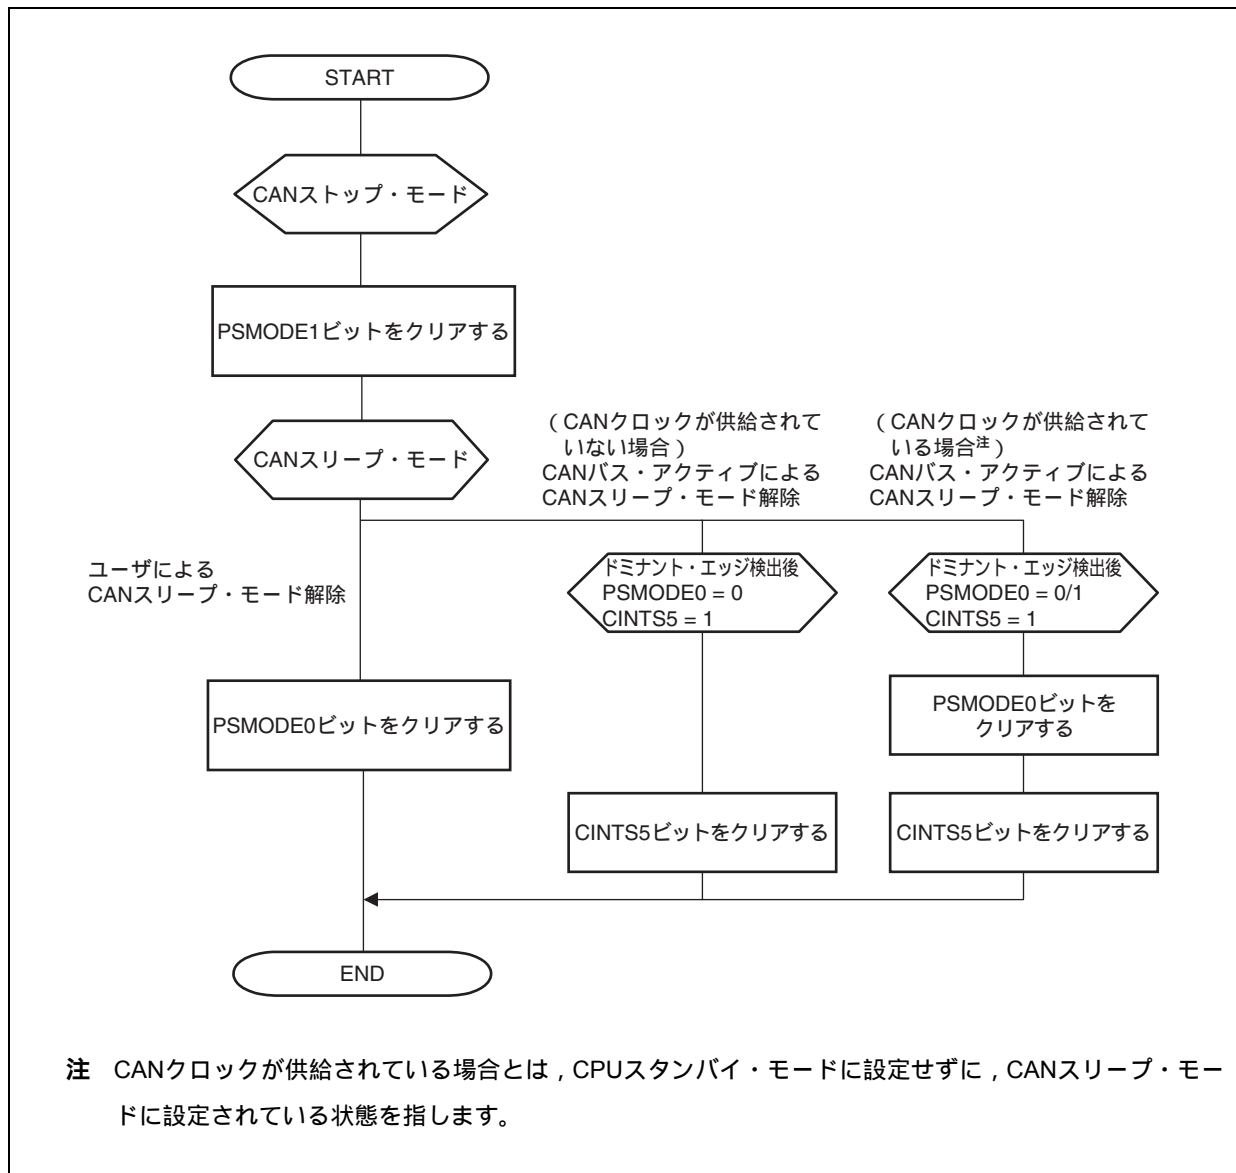 START
CANストップ・モード
PSMODE1ビットをクリアする
CANスリープ・モード
（CANクロックが供給されて
いない場合）
CANバス・アクティブによる
CANスリープ・モード解除
（CANクロックが供給されて
いる場合注）
CANバス・アクティブによる
CANスリープ・モード解除
ユーザによる
CANスリープ・モード解除
ドミナント・エッジ検出後
PSMODE0 = 0
CINTS5 = 1
ドミナント・エッジ検出後
PSMODE0 = 0/1
CINTS5 = 1
PSMODE0ビットをクリアする
PSMODE0ビットを
クリアする
CINTS5ビットをクリアする
CINTS5ビットをクリアする
END
注 CANクロックが供給されている場合とは，CPUスタンバイ・モードに設定せずに，CANスリープ・モー
ドに設定されている状態を指します。